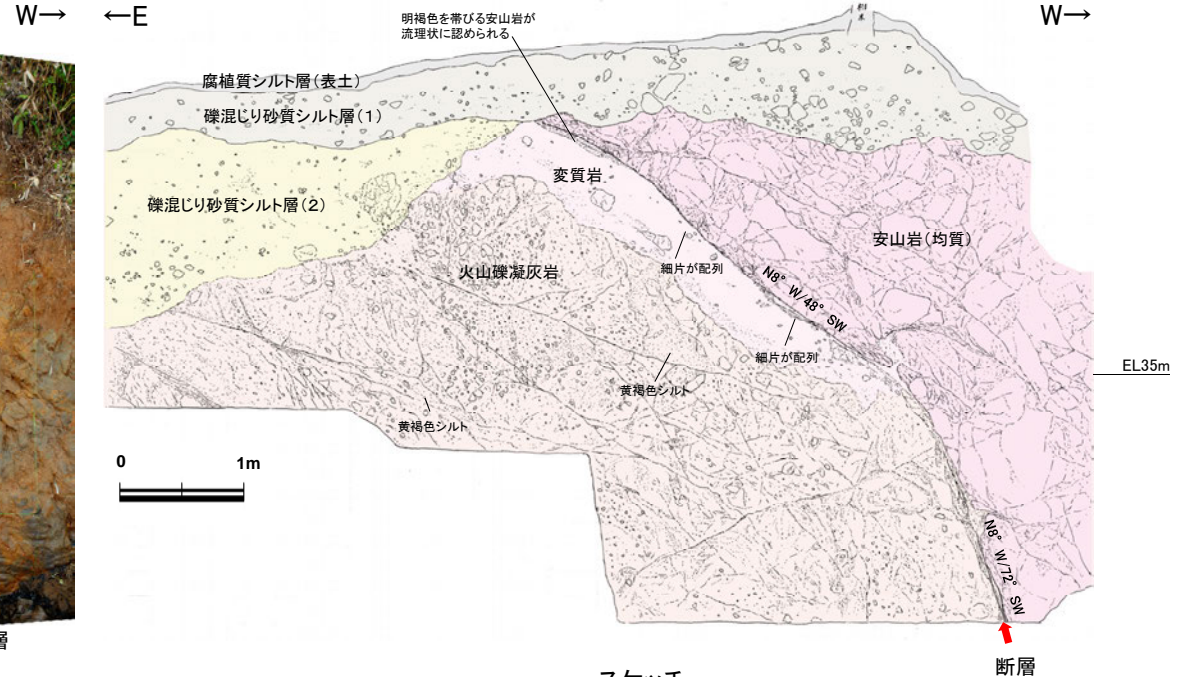 W→
←E
W→
明褐色を帯びる安山岩が
流理状に認められる
腐植質シルト層(表土)
礫混じり砂質シルト層(1)
礫混じり砂質シルト層(2)
変質岩
安山岩(均質)
火山礫凝灰岩
細片が配列
N8° W/48° SW
細片が配列
EL35m
黄褐色シルト
黄褐色シルト
0 1m
N8° W/72° SW
層
断層
スケッチ